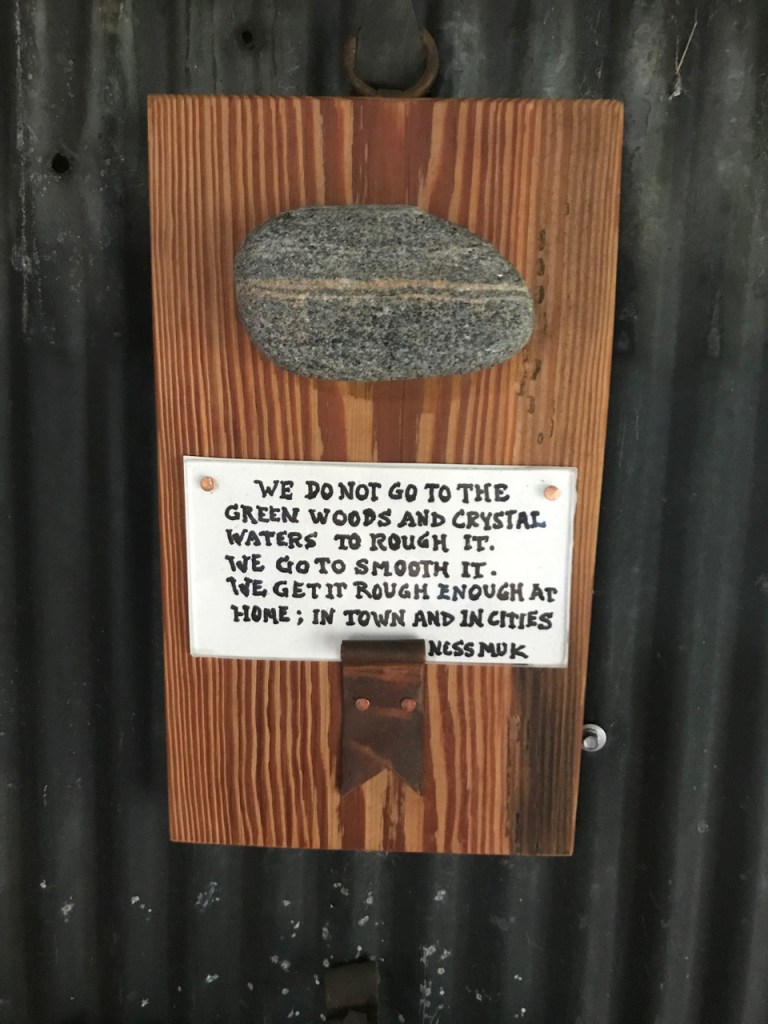 WE DO NOT GO TO THE
GREEN WOODS AND CRYSTAL
WATERS TO ROUGH IT.
WE GO TO SMOOTH IT.
WE GET IT ROUGH ENOUGH AT
HOME; IN TOWN AND IN CITIES
NESSMUK